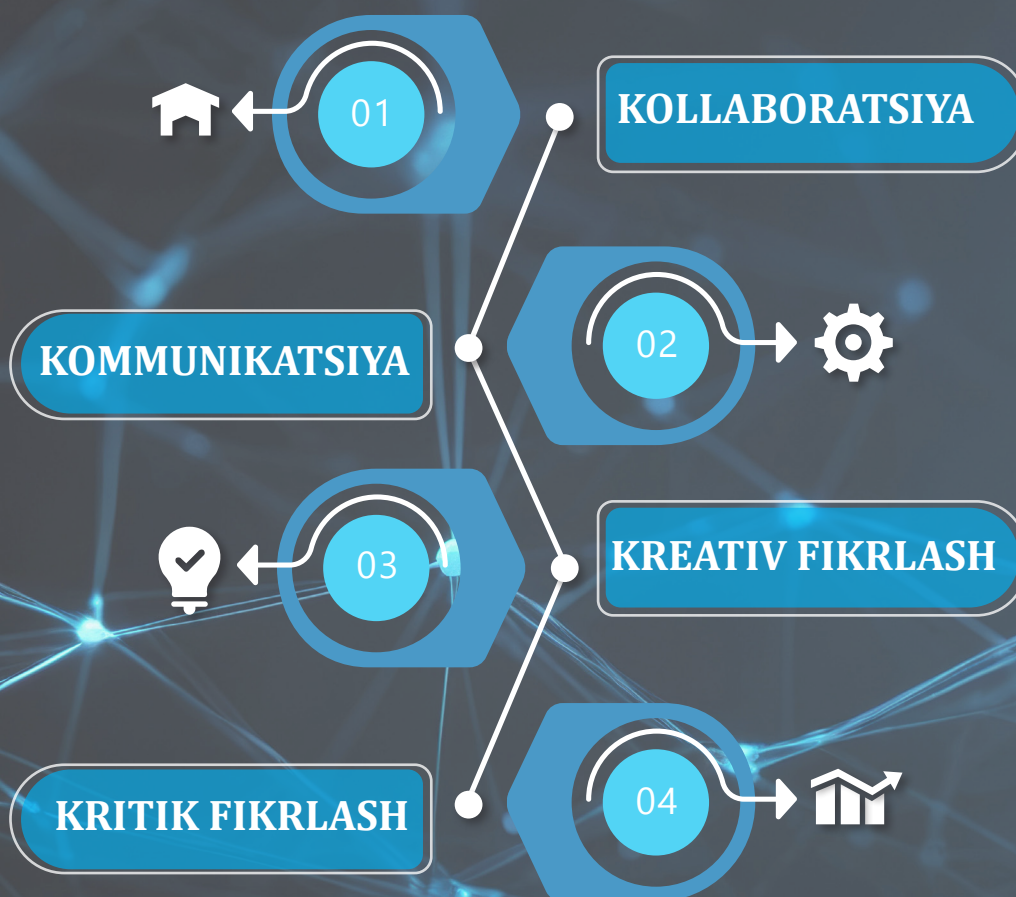 01
KOLLABORATSIYA
KOMMUNIKATSIYA
02
03
KREATIV FIKRLASH
KRITIK FIKRLASH
04